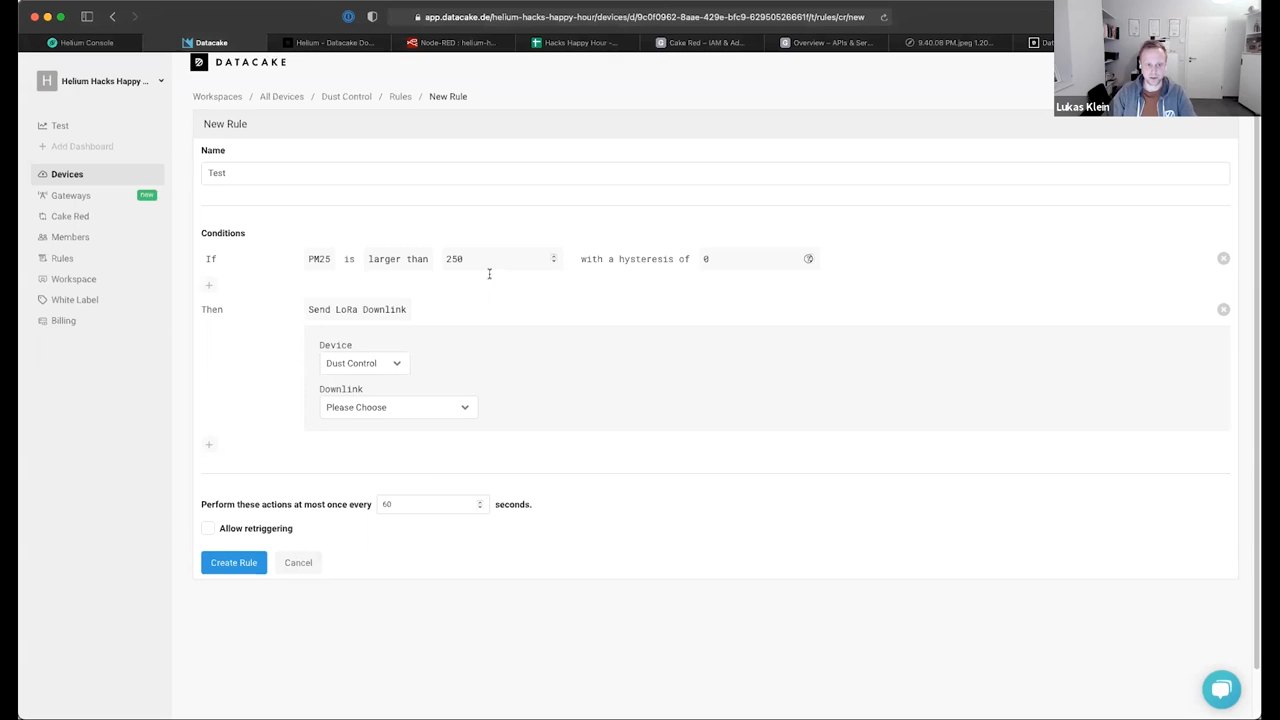 app.datacake.de/helium-hacks-happy-hour/devices/d/9c0f0962-8aae-429e-bfc9-62950526661f/t/rules/cr/new
Helium Console
Datacake
Helium - Datacake Do...
Node-RED : helium-h...
Hacks Happy Hour -...
Cake Red – IAM & Ad...
Overview – APIs & Ser...
9.40.08 PM.jpeg 1.20...
Dat
Lukas Klein
H
Helium Hacks Happy ...
DATACAKE
Workspaces / All Devices / Dust Control / Rules / New Rule
Test
+ Add Dashboard
Devices
Gateways
new
Cake Red
Members
Rules
Workspace
White Label
Billing
New Rule
Name
Test
Conditions
If PM25 is larger than 250 with a hysteresis of 0
+
Then Send LoRa Downlink
Device
Dust Control
Downlink
Please Choose
+
Perform these actions at most once every 60 seconds.
Allow retriggering
Create Rule Cancel